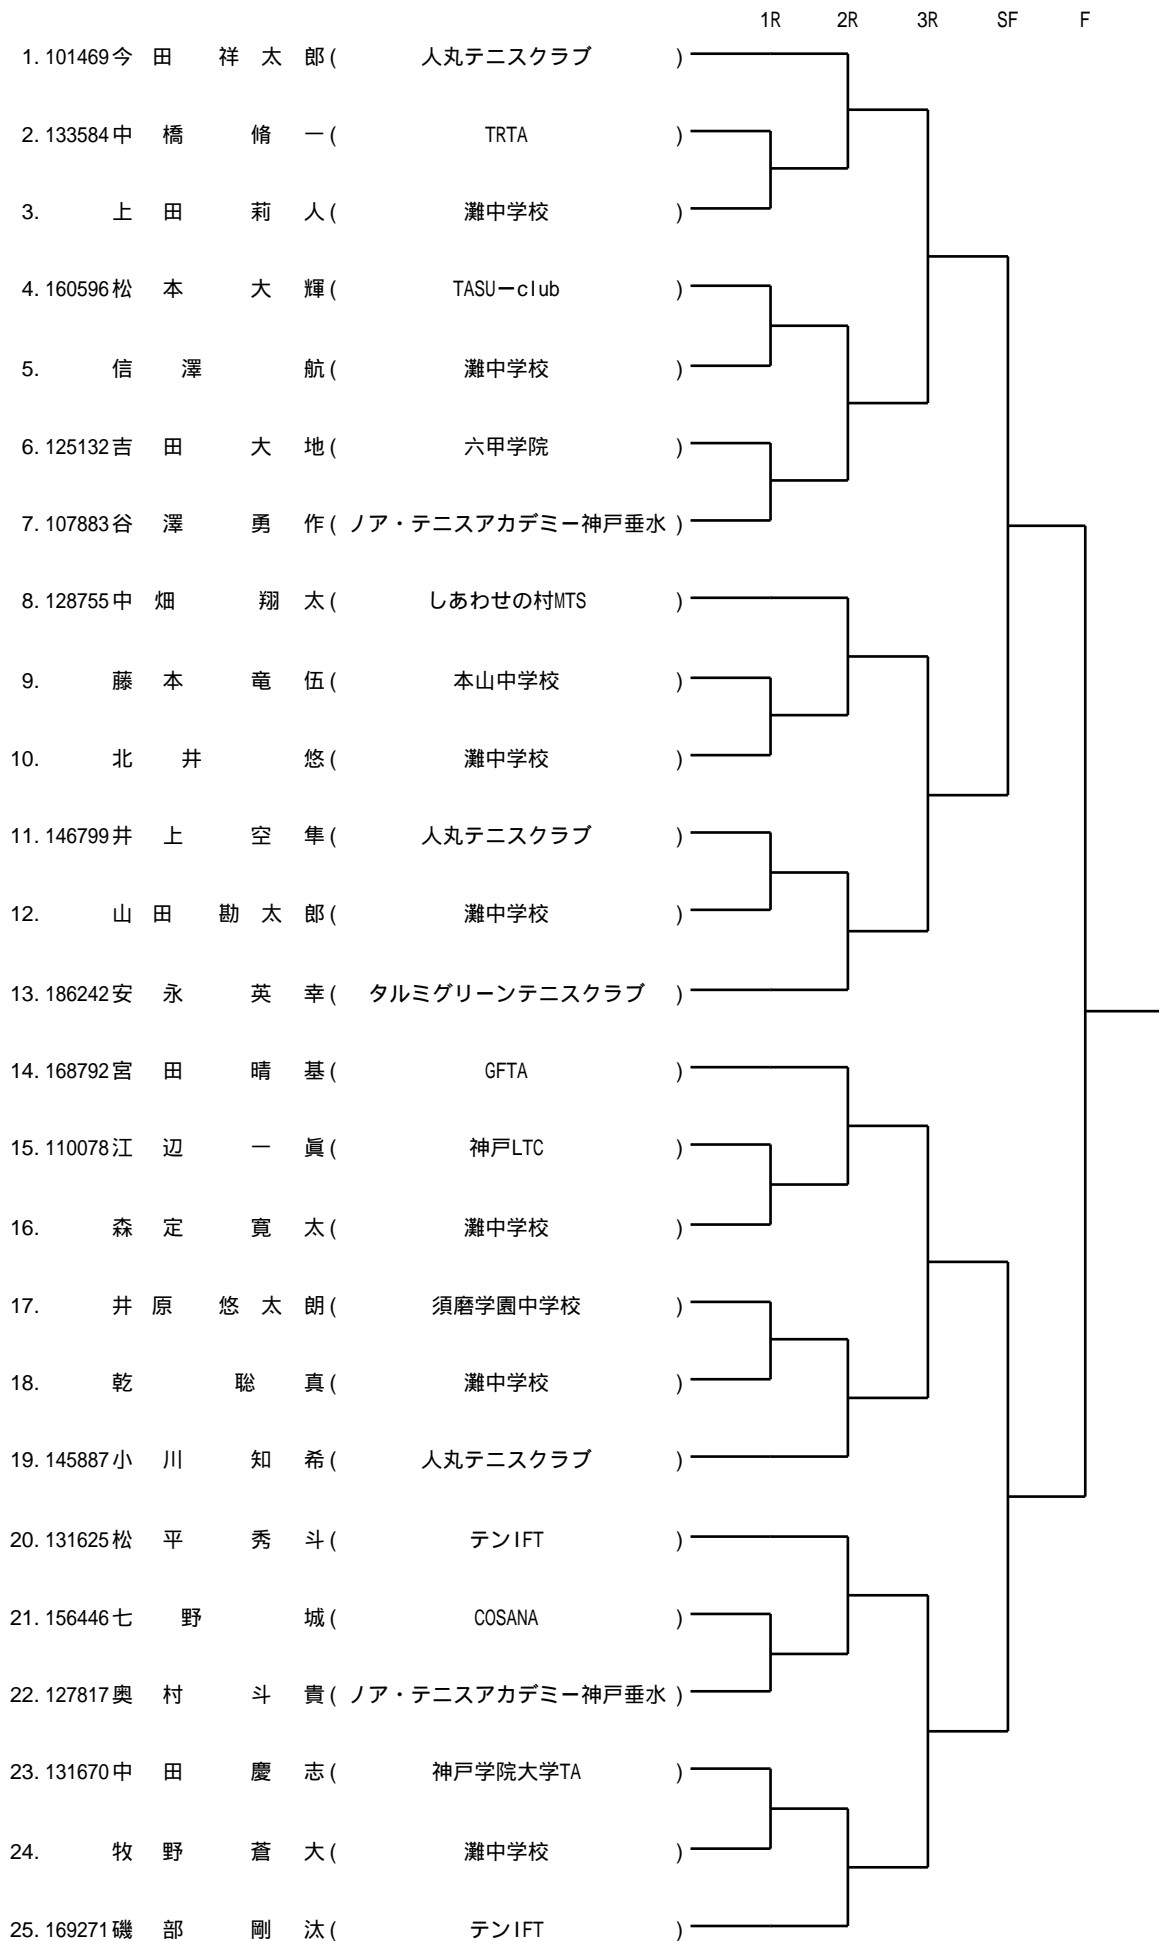 1R 2R 3R SF F
1. 101469 今田 祥太郎 ( 人丸テニスクラブ )
2. 133584 中橋 脩一 ( TRTA )
3. 上田 莉人 ( 灘中学校 )
4. 160596 松本 大輝 ( TASUーclub )
5. 信澤 航 ( 灘中学校 )
6. 125132 吉田 大地 ( 六甲学院 )
7. 107883 谷澤 勇作 ( ノア・テニスアカデミー神戸垂水 )
8. 128755 中畑 翔太 ( しあわせの村MTS )
9. 藤本 竜伍 ( 本山中学校 )
10. 北井 悠 ( 灘中学校 )
11. 146799 井上 空隼 ( 人丸テニスクラブ )
12. 山田 勘太郎 ( 灘中学校 )
13. 186242 安永 英幸 ( タルミグリーンテニスクラブ )
14. 168792 宮田 晴基 ( GFTA )
15. 110078 江辺 一眞 ( 神戸LTC )
16. 森定 寛太 ( 灘中学校 )
17. 井原 悠太朗 ( 須磨学園中学校 )
18. 乾 聡真 ( 灘中学校 )
19. 145887 小川 知希 ( 人丸テニスクラブ )
20. 131625 松平 秀斗 ( テンIFT )
21. 156446 七野 城 ( COSANA )
22. 127817 奥村 斗貴 ( ノア・テニスアカデミー神戸垂水 )
23. 131670 中田 慶志 ( 神戸学院大学TA )
24. 牧野 蒼大 ( 灘中学校 )
25. 169271 磯部 剛汰 ( テンIFT )